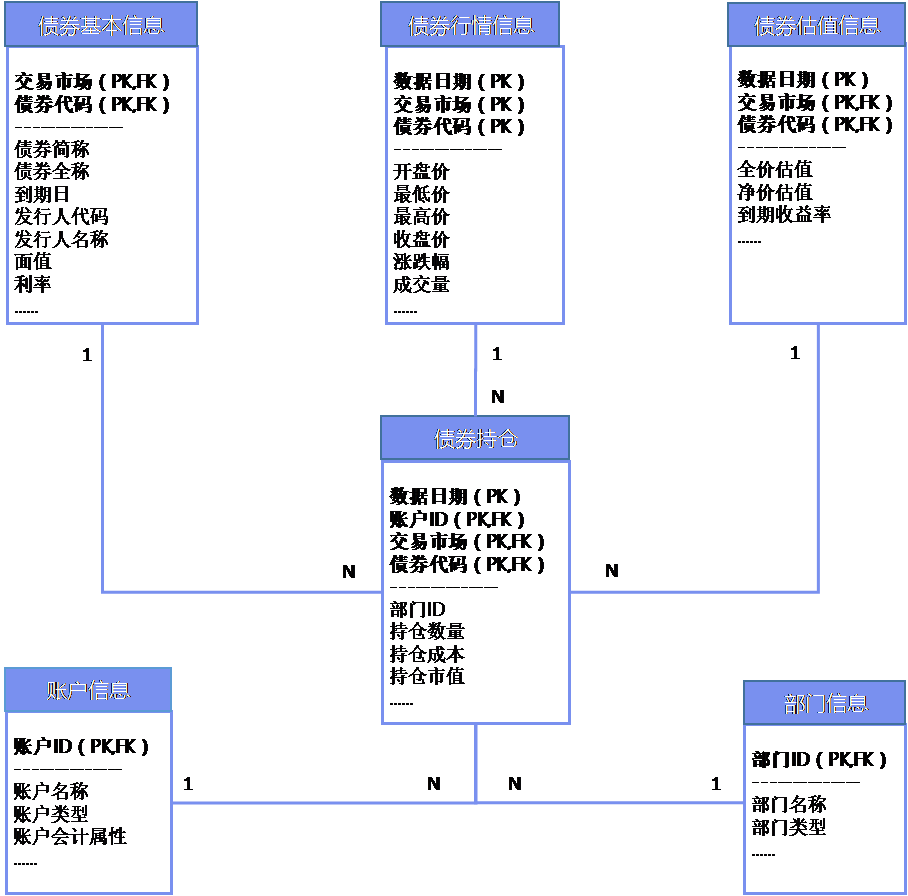 债券基本信息
交易市场（PK,FK）
债券代码（PK,FK）
------------------
债券简称
债券全称
到期日
发行人代码
发行人名称
面值
利率
......
债券行情信息
数据日期（PK）
交易市场（PK）
债券代码（PK）
------------------
开盘价
最低价
最高价
收盘价
涨跌幅
成交量
......
债券估值信息
数据日期（PK）
交易市场（PK,FK）
债券代码（PK,FK）
------------------
全价估值
净价估值
到期收益率
......
1
1
1
N
N
N
债券持仓
数据日期（PK）
账户ID（PK,FK）
交易市场（PK,FK）
债券代码（PK,FK）
------------------
部门ID
持仓数量
持仓成本
持仓市值
......
账户信息
账户ID（PK,FK）
------------------
账户名称
账户类型
账户会计属性
......
1
N
N
1
部门信息
部门ID（PK,FK）
------------------
部门名称
部门类型
......